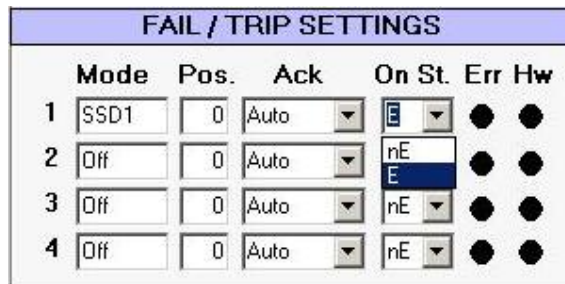 FAIL / TRIP SETTINGS
Mode Pos. Ack On St. Err Hw
1 SSD1 0 Auto E
nE
2 Off 0 Auto
E
3 Off 0 Auto nE
4 Off 0 Auto nE